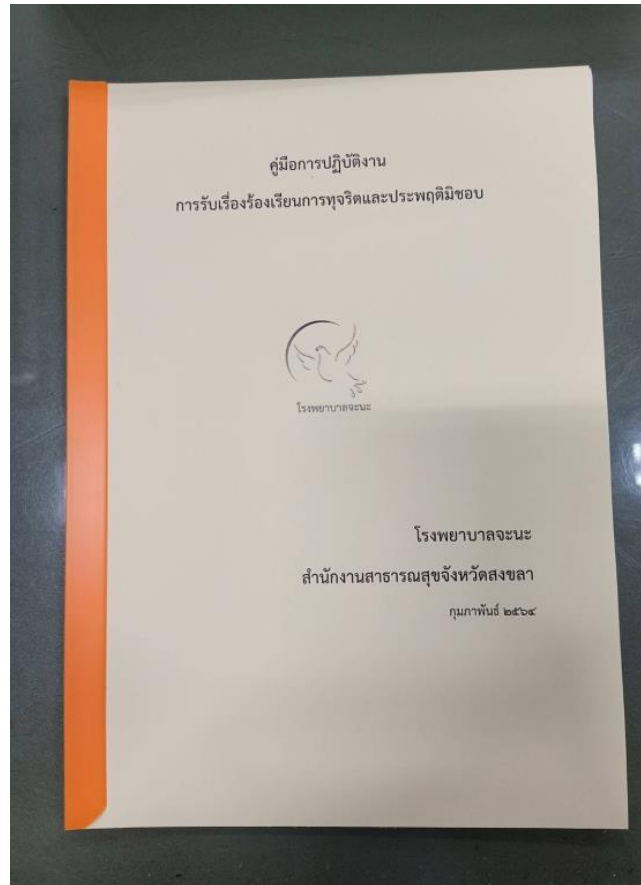 คู่มือการปฏิบัติงาน
การรับเรื่องร้องเรียนการทุจริตและประพฤติมิชอบ
โรงพยาบาลจะนะ
โรงพยาบาลจะนะ
สำนักงานสาธารณสุขจังหวัดสงขลา
กุมภาพันธ์ ๒๕๖๔